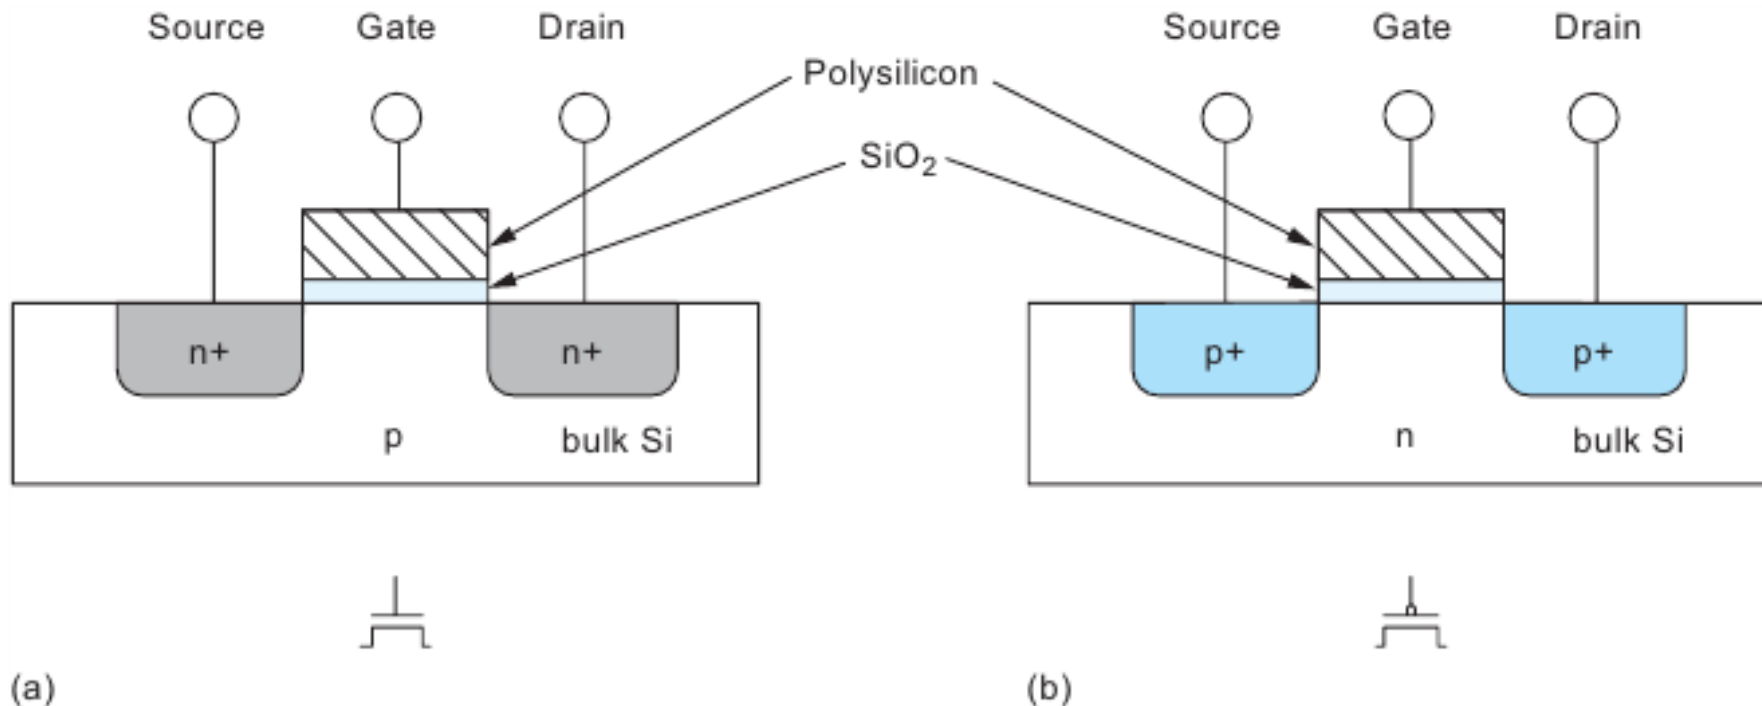 Source Gate Drain
Source Gate Drain
Polysilicon
SiO₂
n+ n+
p bulk Si
p+ p+
n bulk Si
(a)
(b)